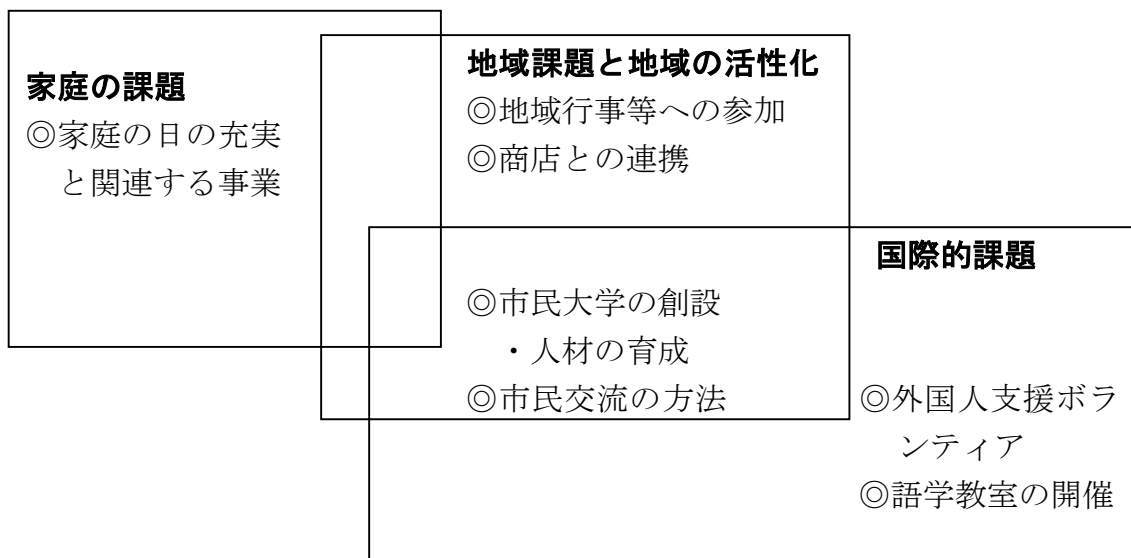 家庭の課題
◎家庭の日の充実
と関連する事業
地域課題と地域の活性化
◎地域行事等への参加
◎商店との連携
◎市民大学の創設
・人材の育成
◎市民交流の方法
国際的課題
◎外国人支援ボラ
ンティア
◎語学教室の開催